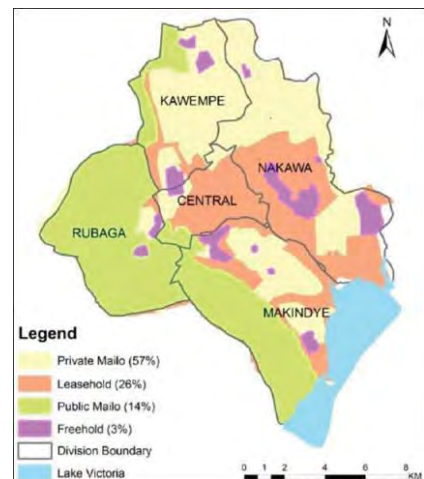 N
KAWEMPE
NAKAWA
CENTRAL
RUBAGA
MAKINDYE
Legend
Private Mailo (57%)
Leasehold (26%)
Public Mailo (14%)
Freehold (3%)
Division Boundary
Lake Victoria
0 1 2 4 6 8
KM